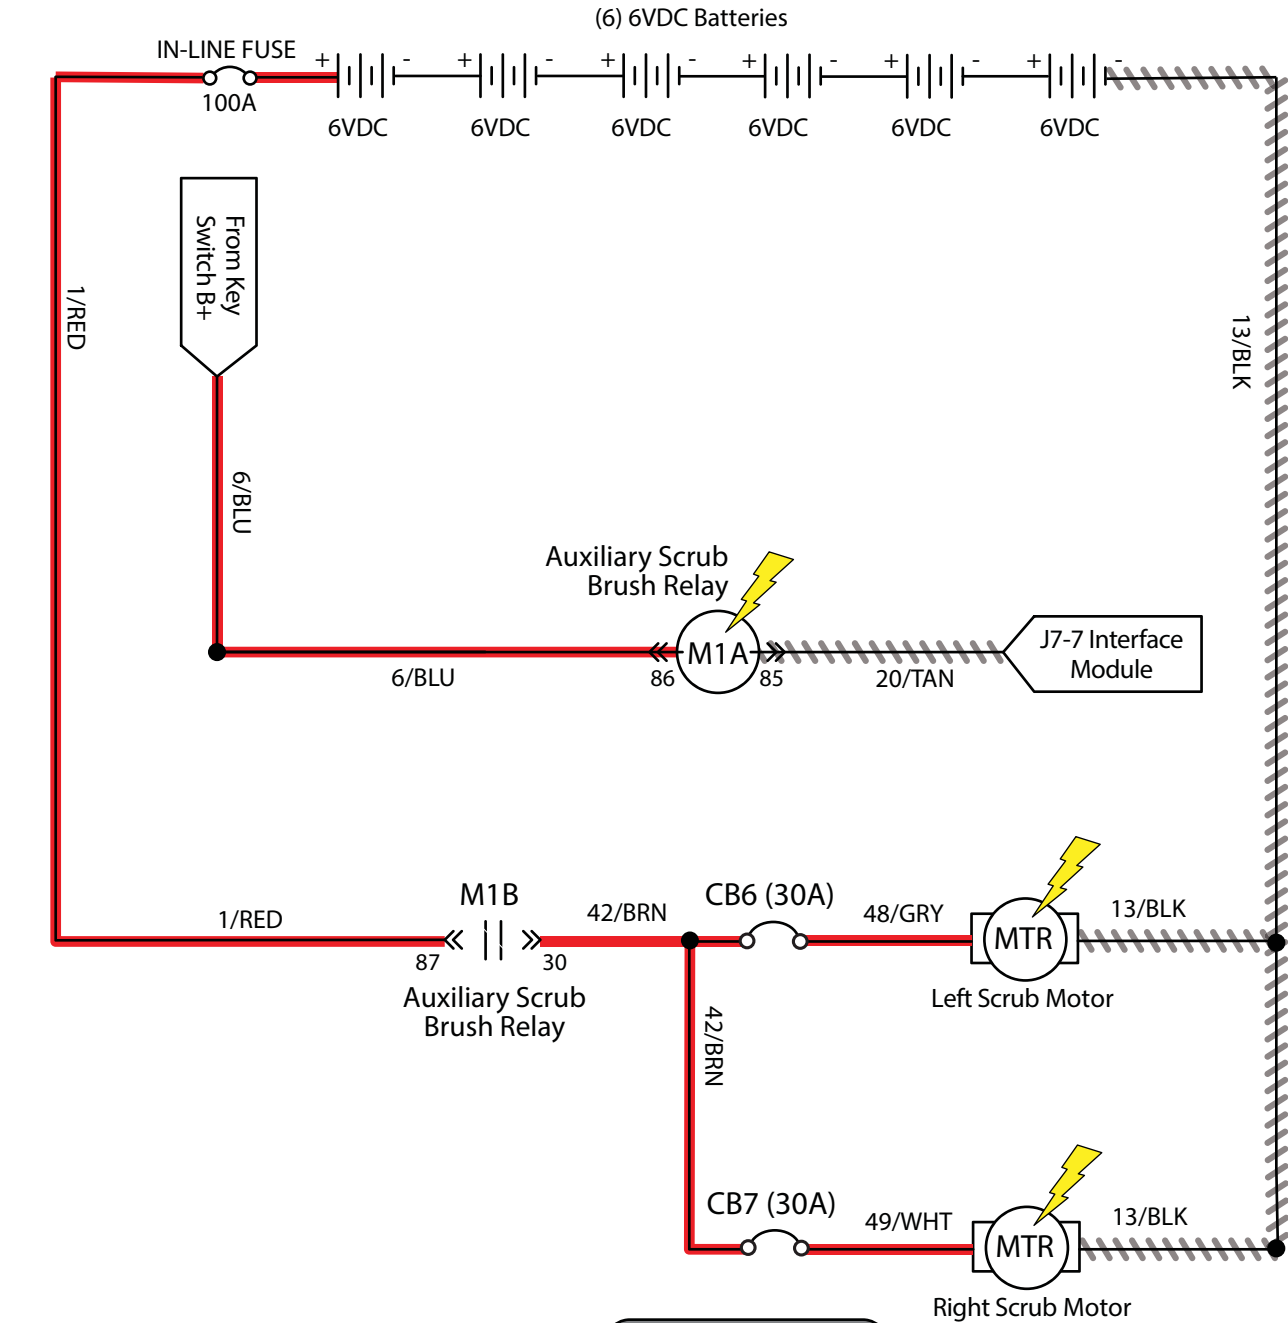 (6) 6VDC Batteries
IN-LINE FUSE
+ - + - + - + - + - + -
100A
6VDC 6VDC 6VDC 6VDC 6VDC 6VDC
From Key
Switch B+
1/RED
13/BLK
6/BLU
Auxiliary Scrub
Brush Relay
M1A
J7-7 Interface
Module
6/BLU
86
85
20/TAN
M1B
CB6 (30A)
1/RED
42/BRN
48/GRY
13/BLK
MTR
87
30
Auxiliary Scrub
Brush Relay
Left Scrub Motor
42/BRN
CB7 (30A)
49/WHT
13/BLK
MTR
Right Scrub Motor